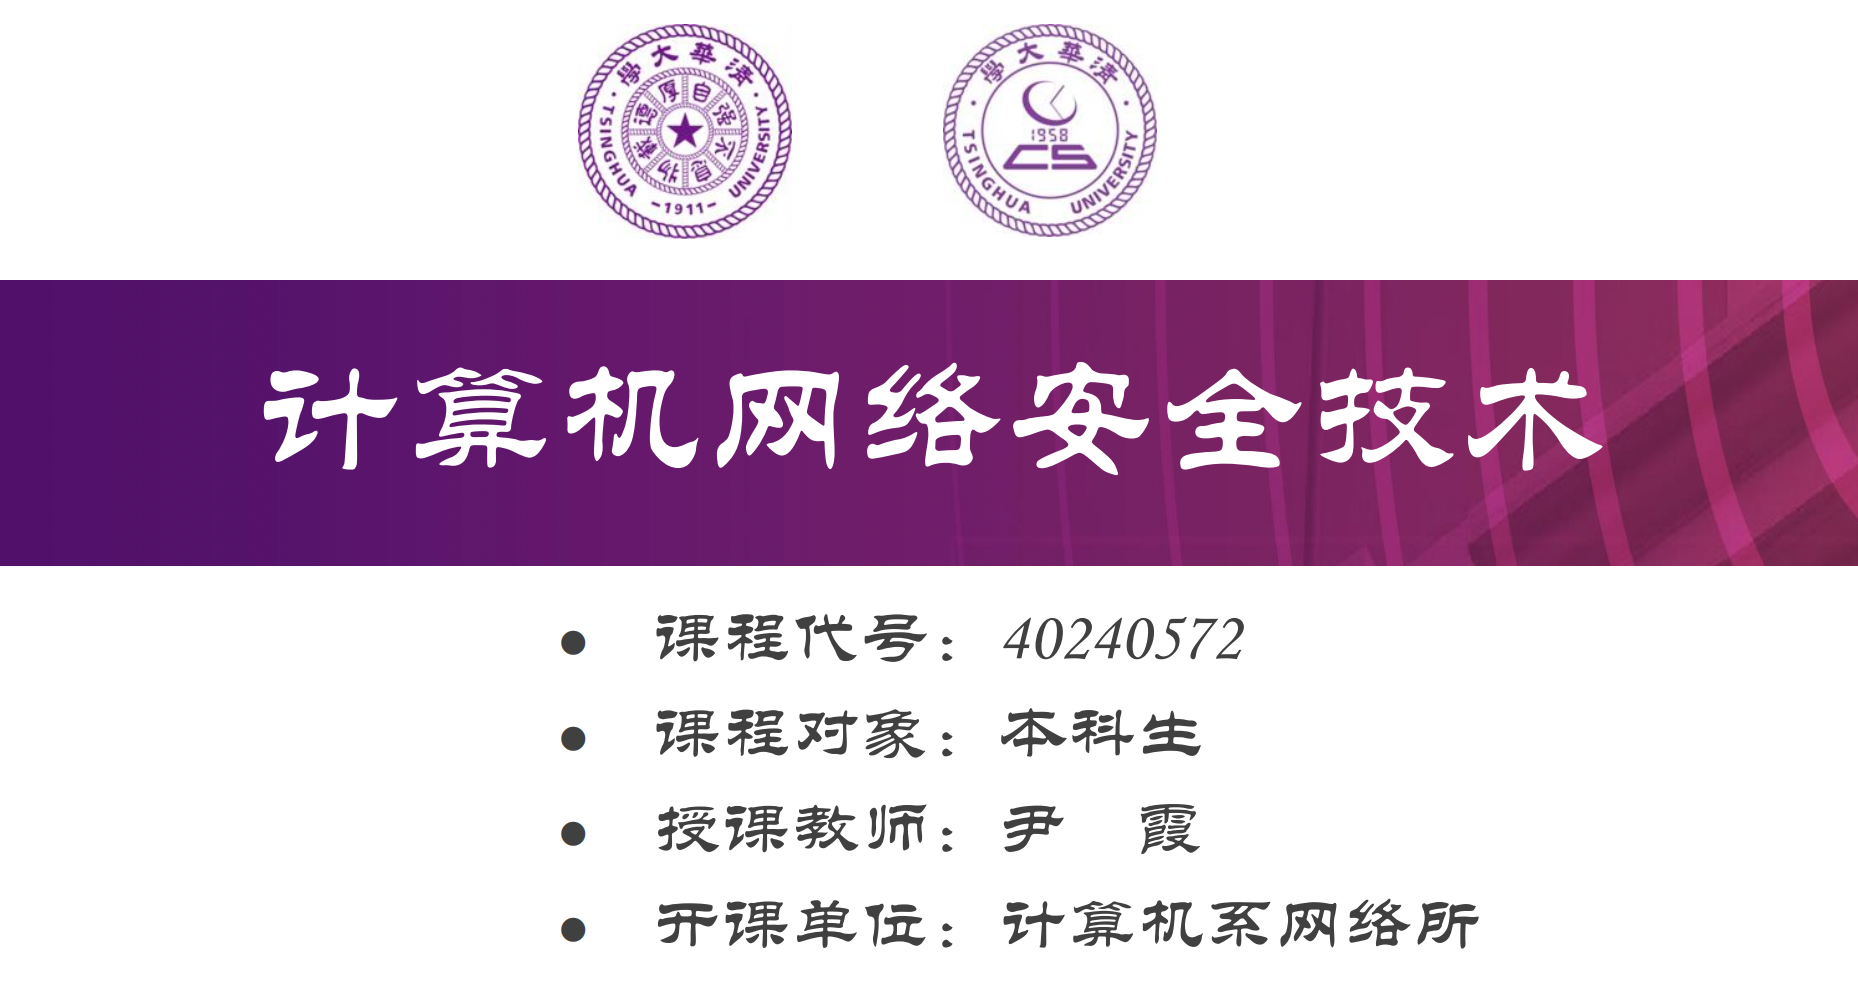 清華大學
自强不息
厚德載物
TSINGHUA UNIVERSITY
-1911-
清華大學
1958
CS
TSINGHUA UNIVERSITY
计算机网络安全技术
● 课程代号：40240572
● 课程对象：本科生
● 授课教师：尹 霞
● 开课单位：计算机系网络所